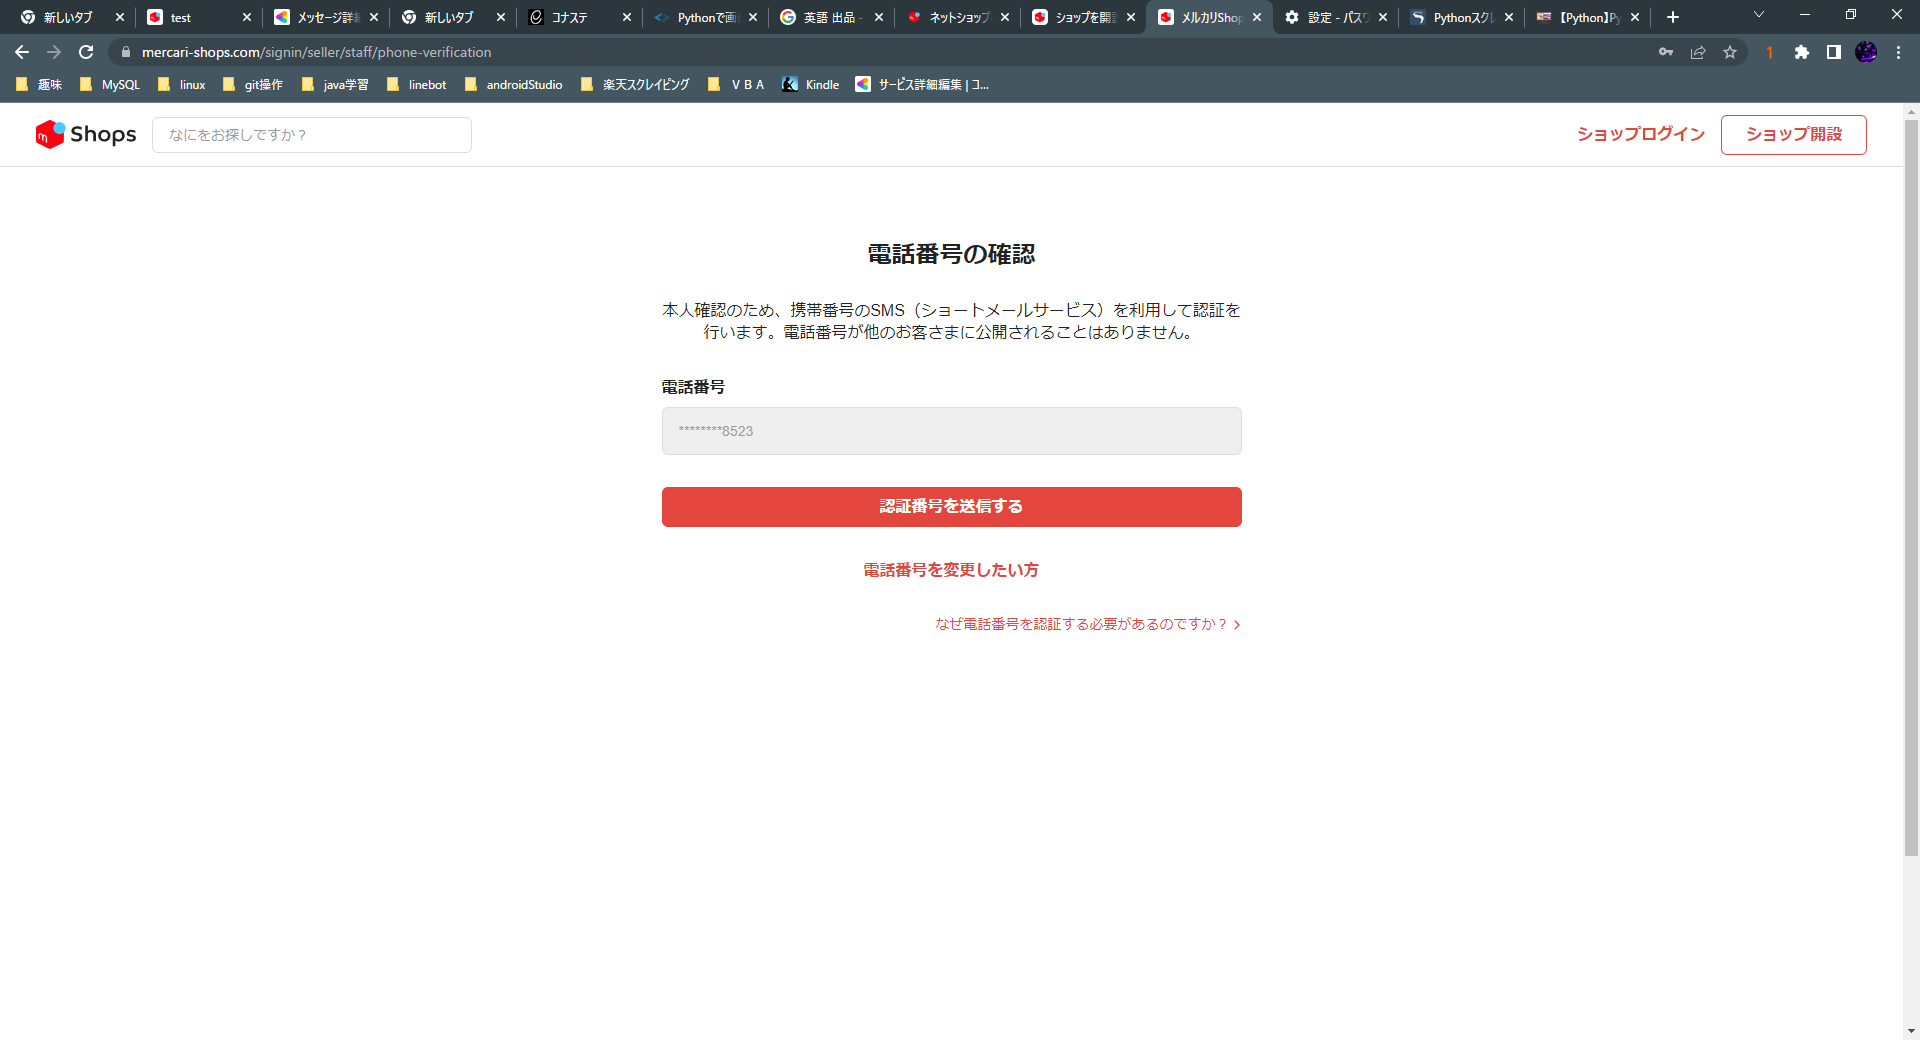 新しいタブ
test
メッセージ詳細
新しいタブ
コナステ
Pythonで画
英語 出品 -
ネットショップ
ショップを開設
メルカリShop
設定 - パスワ
Pythonスクレ
【Python】Py
mercari-shops.com/signin/seller/staff/phone-verification
1
趣味
MySQL
linux
git操作
java学習
linebot
androidStudio
楽天スクレイピング
ＶＢＡ
Kindle
サービス詳細編集 | コ...
m Shops
なにをお探しですか？
ショップログイン
ショップ開設
電話番号の確認
本人確認のため、携帯番号のSMS（ショートメールサービス）を利用して認証を
行います。電話番号が他のお客さまに公開されることはありません。
電話番号
********8523
認証番号を送信する
電話番号を変更したい方
なぜ電話番号を認証する必要があるのですか？